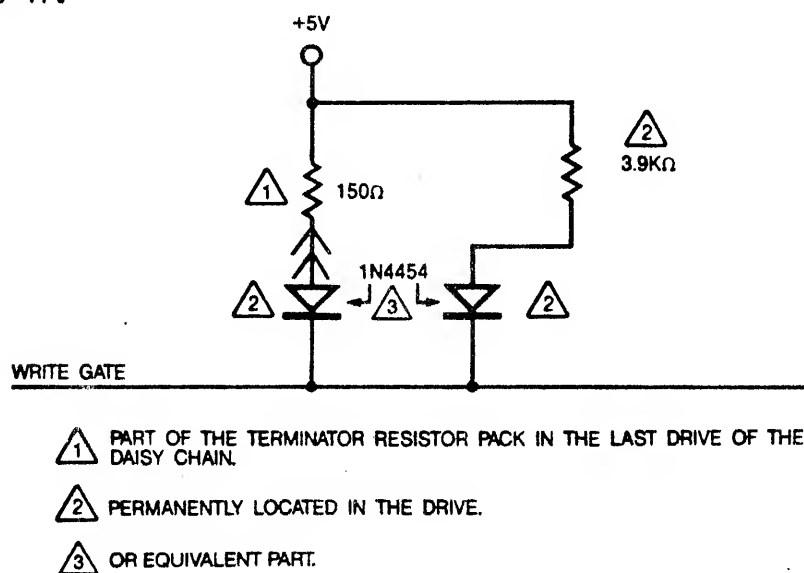 +5V
2
3.9KΩ
1
150Ω
1N4454
2
3
2
WRITE GATE
1 PART OF THE TERMINATOR RESISTOR PACK IN THE LAST DRIVE OF THE
DAISY CHAIN.
2 PERMANENTLY LOCATED IN THE DRIVE.
3 OR EQUIVALENT PART.